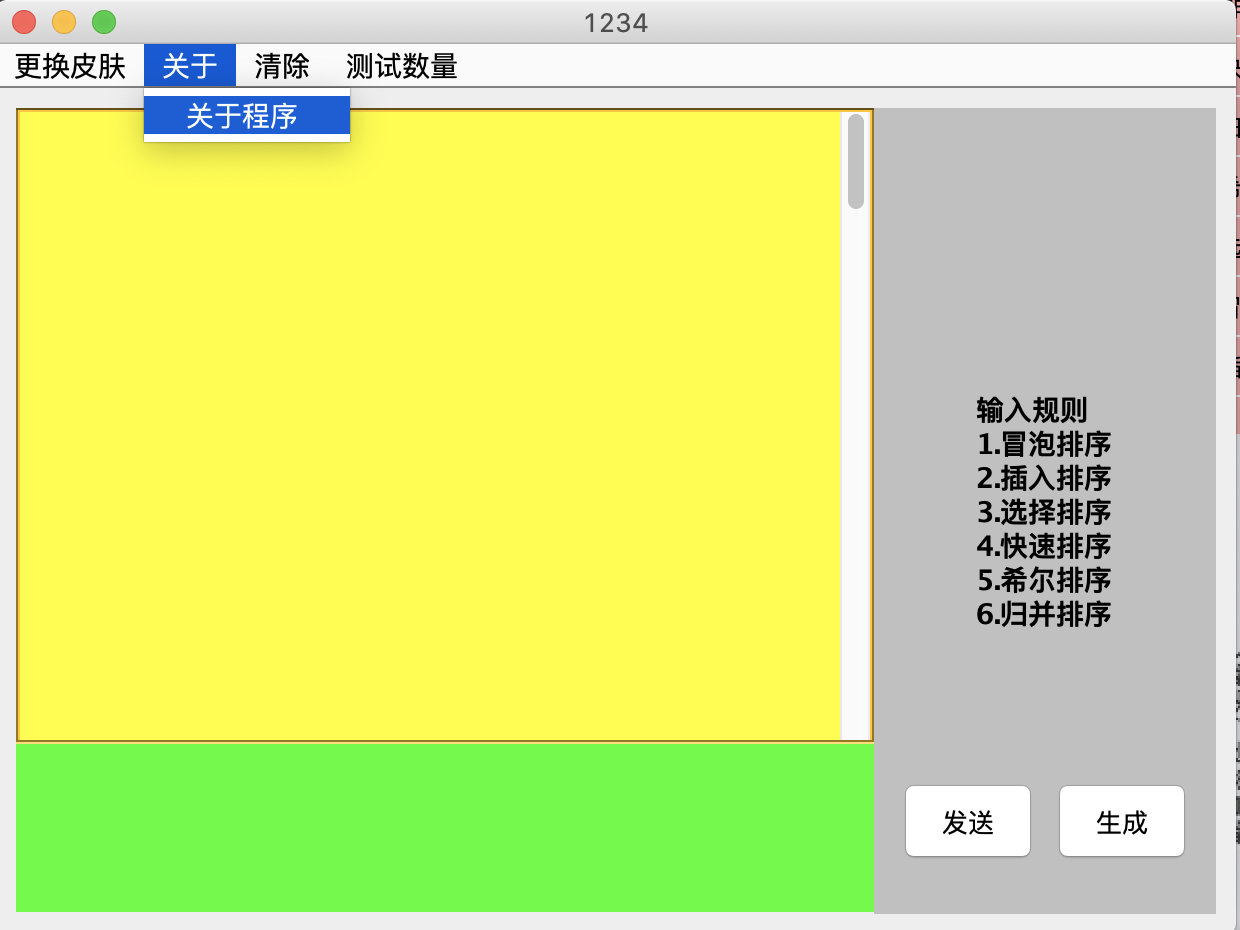 1234
更换皮肤 关于 清除 测试数量
关于程序
输入规则
1.冒泡排序
2.插入排序
3.选择排序
4.快速排序
5.希尔排序
6.归并排序
发送 生成